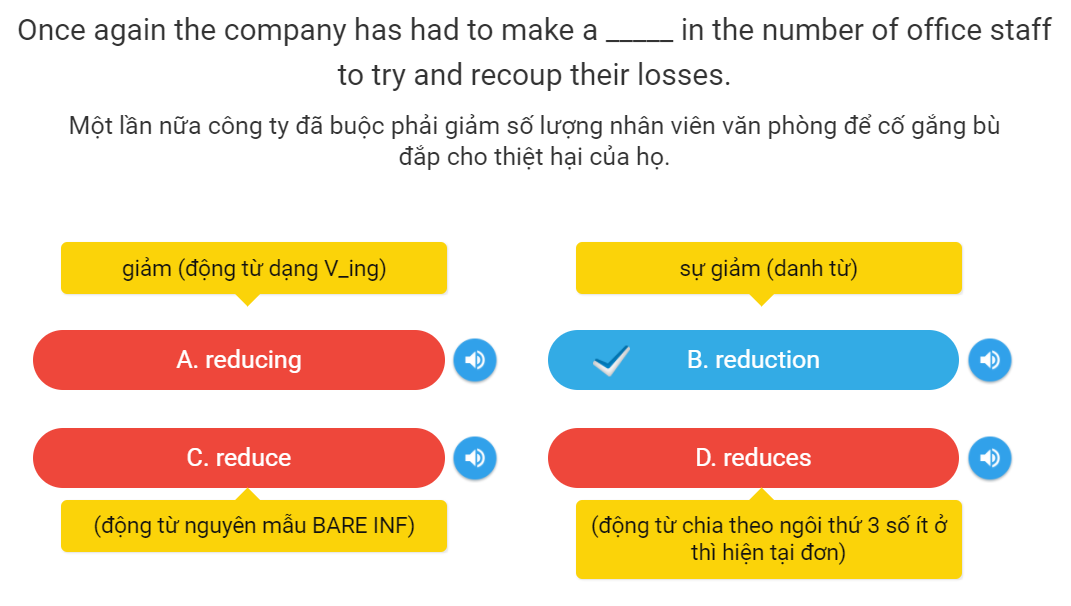 Once again the company has had to make a _____ in the number of office staff
to try and recoup their losses.
Một lần nữa công ty đã buộc phải giảm số lượng nhân viên văn phòng để cố gắng bù
đắp cho thiệt hại của họ.
giảm (động từ dạng V_ing)
sự giảm (danh từ)
A. reducing
B. reduction
C. reduce
D. reduces
(động từ nguyên mẫu BARE INF)
(động từ chia theo ngôi thứ 3 số ít ở
thì hiện tại đơn)